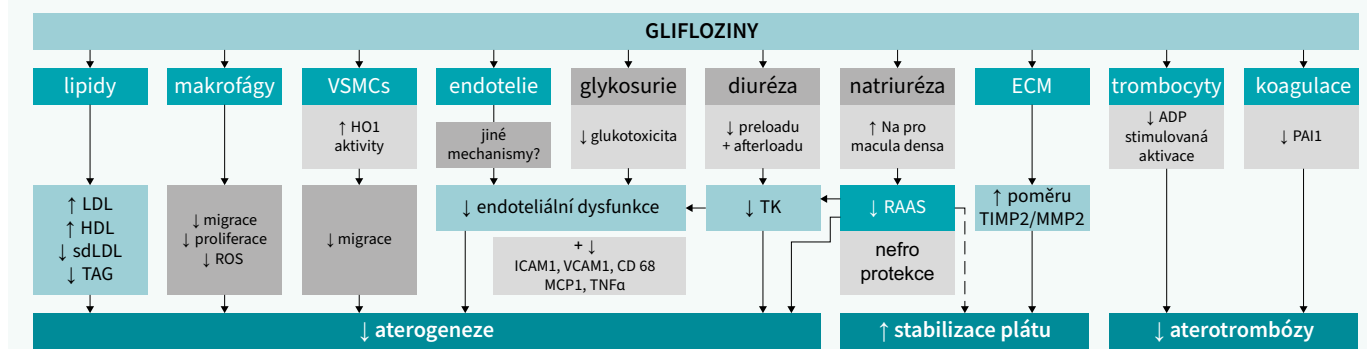 GLIFLOZINY
lipidy
makrofágy
VSMCs
endotelie
glykosurie
diuréza
natriuréza
ECM
trombocyty
koagulace
↑ HO1
aktivity
jiné
mechanismy?
↓ glukotoxicita
↓ preloadu
+ afterloadu
↑ Na pro
macula densa
↓ ADP
stimulovaná
aktivace
↓ PAI1
↑ LDL
↑ HDL
↓ sdLDL
↓ TAG
↓ migrace
↓ proliferace
↓ ROS
↓ migrace
↓ endoteliální dysfunkce
+ ↓
ICAM1, VCAM1, CD 68
MCP1, TNFα
↓ TK
↓ RAAS
nefro
protekce
↑ poměru
TIMP2/MMP2
↓ aterogeneze
↑ stabilizace plátu
↓ aterotrombózy